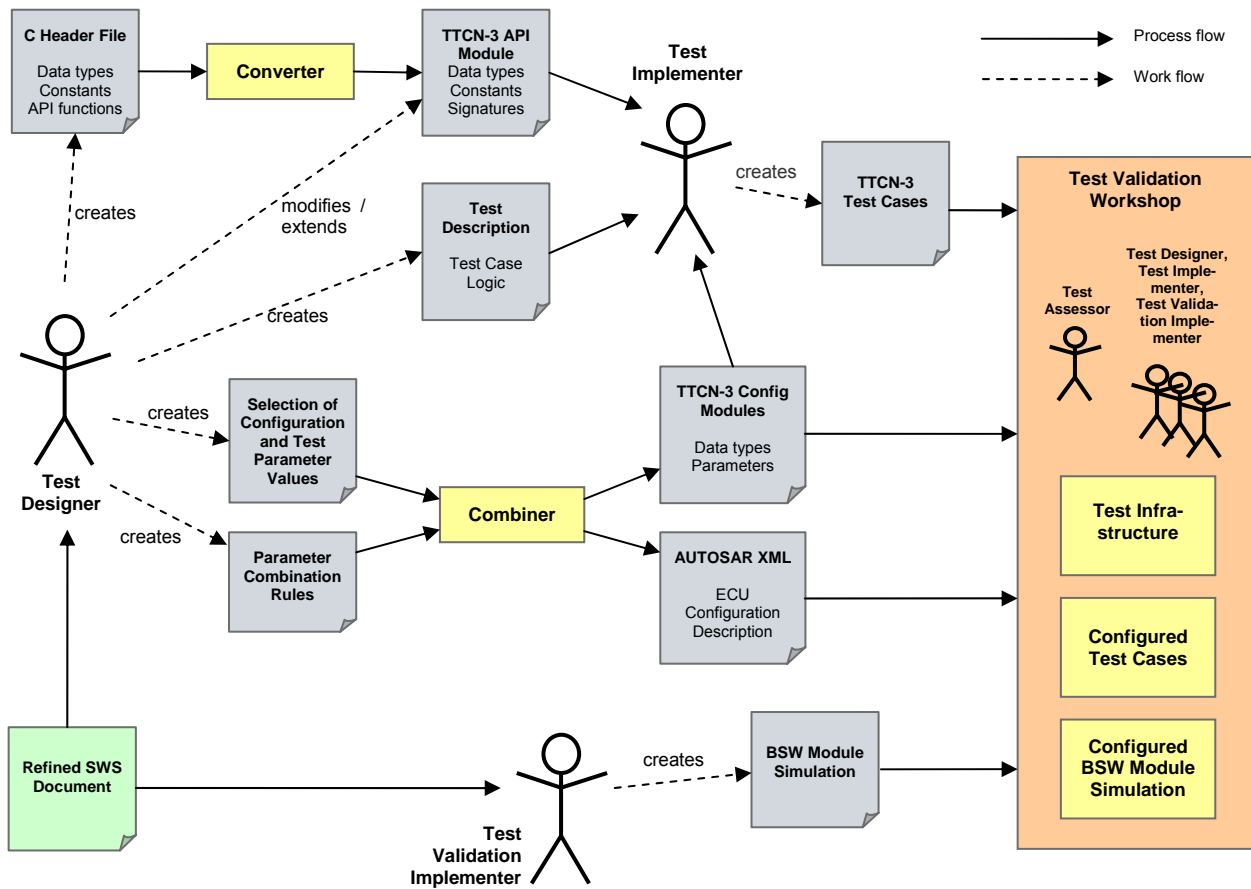 C Header File
Data types
Constants
API functions
Converter
TTCN-3 API
Module
Data types
Constants
Signatures
Test
Implementer
Process flow
Work flow
creates
modifies /
extends
Test
Description
Test Case
Logic
creates
creates
TTCN-3
Test Cases
Test Validation
Workshop
Test Designer,
Test Imple-
menter,
Test Valida-
tion Imple-
menter
Test
Assessor
Test
Designer
creates
Selection of
Configuration
and Test
Parameter
Values
creates
Parameter
Combination
Rules
Combiner
TTCN-3 Config
Modules
Data types
Parameters
AUTOSAR XML
ECU
Configuration
Description
Test Infra-
structure
Configured
Test Cases
Configured
BSW Module
Simulation
Refined SWS
Document
Test
Validation
Implementer
creates
BSW Module
Simulation